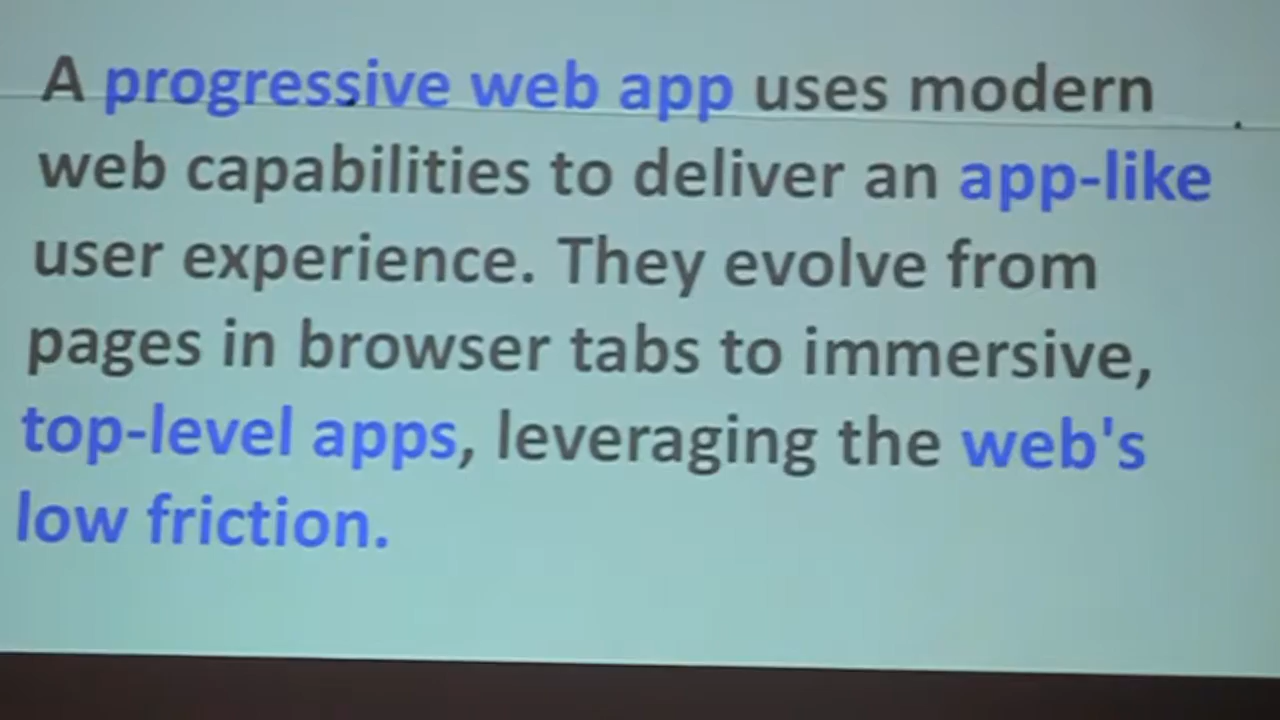 A progressive web app uses modern
web capabilities to deliver an app-like
user experience. They evolve from
pages in browser tabs to immersive,
top-level apps, leveraging the web's
low friction.